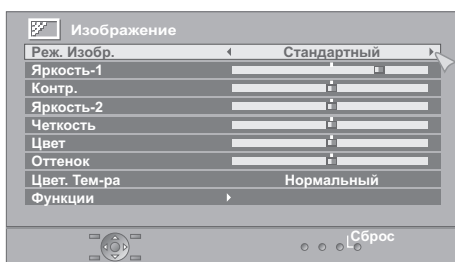 Изображение
Реж. Изобр. Стандартный
Яркость-1
Контр.
Яркость-2
Четкость
Цвет
Оттенок
Цвет. Тем-ра Нормальный
Функции
Сброс